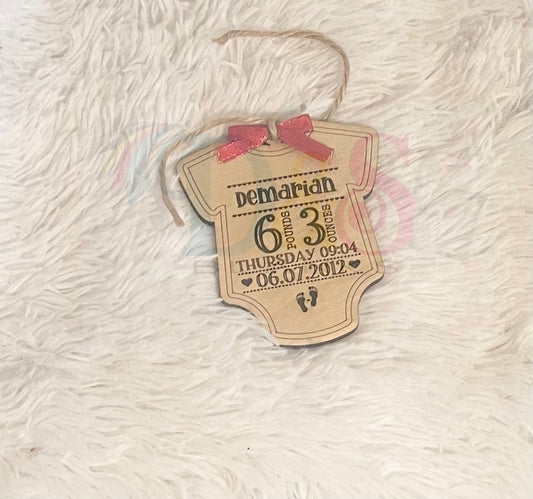 Demarian
6 POUNDS 3 OUNCES
THURSDAY 09:04
06.07.2012